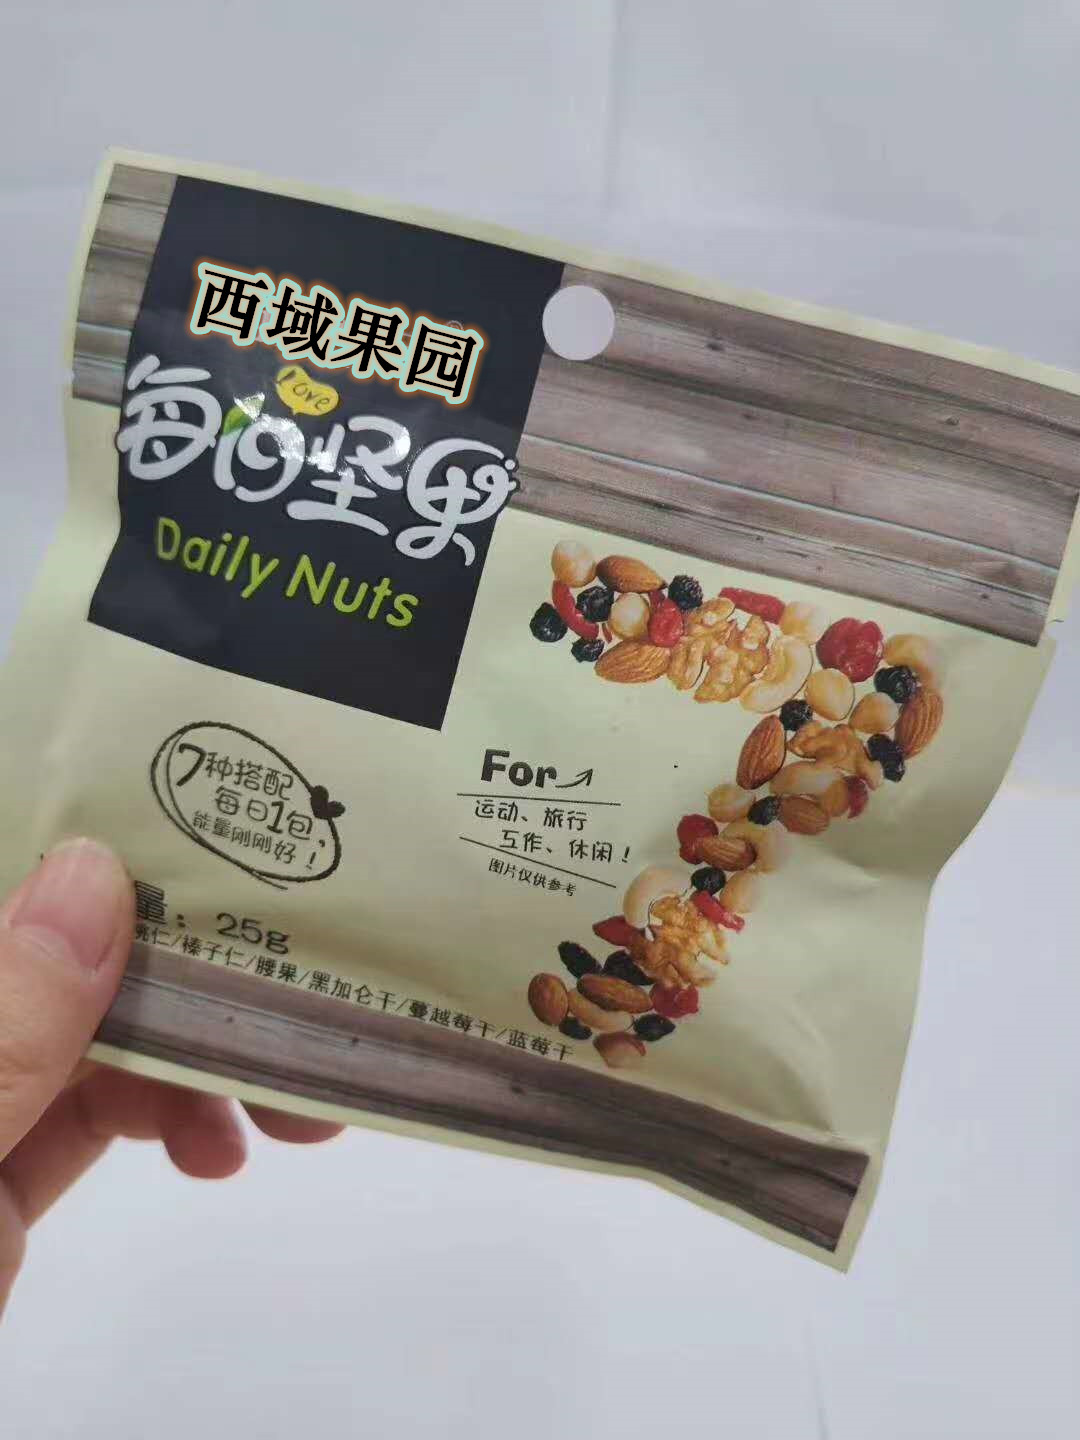 西域果园
Love
每日坚果
Daily Nuts
7种搭配
每日1包,
能量刚刚好!
For
运动、旅行
工作、休闲!
图片仅供参考
量: 25g
桃仁/榛子仁/腰果/黑加仑干/蔓越莓干/蓝莓干